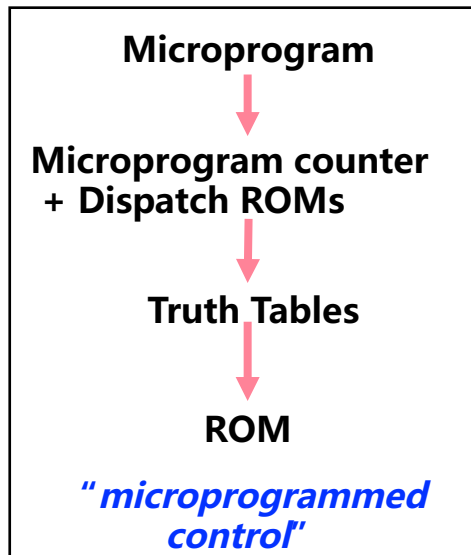 Microprogram
Microprogram counter
+ Dispatch ROMs
Truth Tables
ROM
“microprogrammed
control”